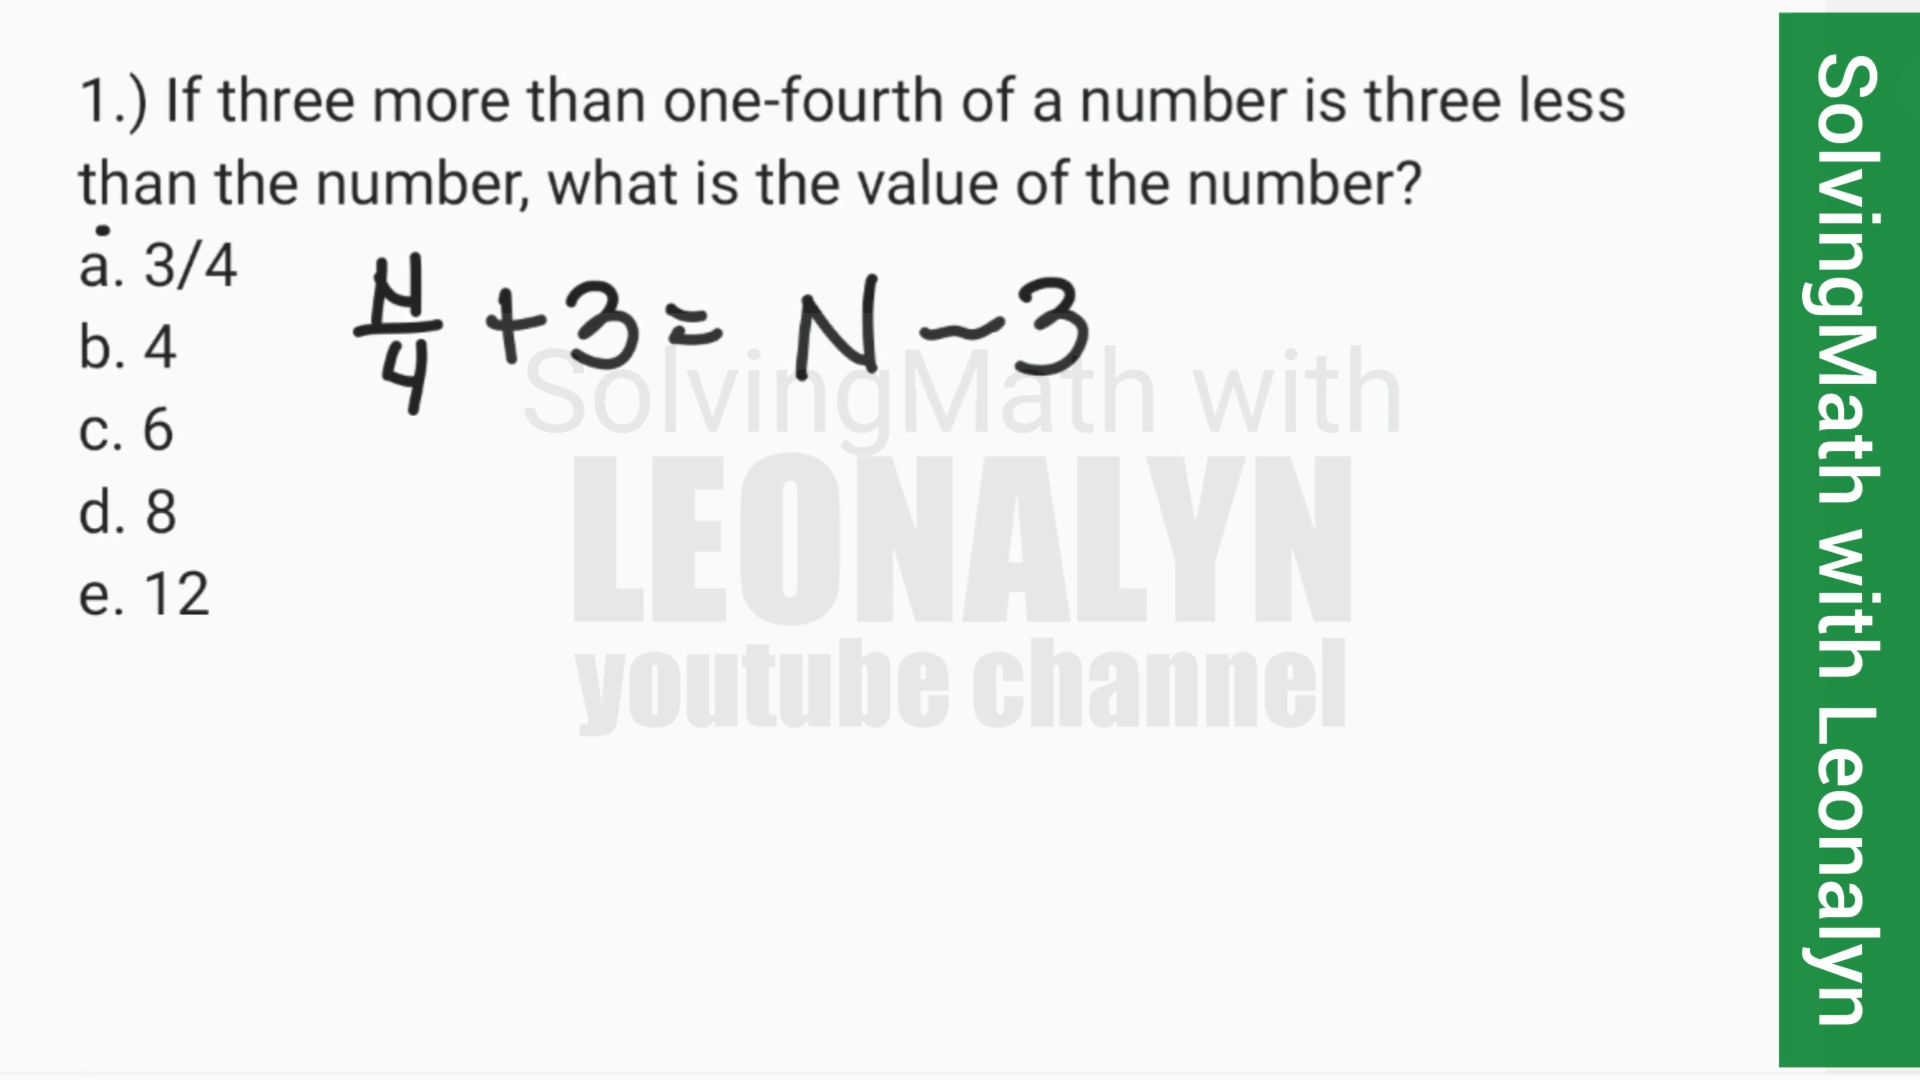 1.) If three more than one-fourth of a number is three less
than the number, what is the value of the number?
a. 3/4
b. 4
c. 6
d. 8
e. 12
N/4 + 3 = N - 3
SolvingMath with
LEONALYN
youtube channel
SolvingMath with Leonalyn